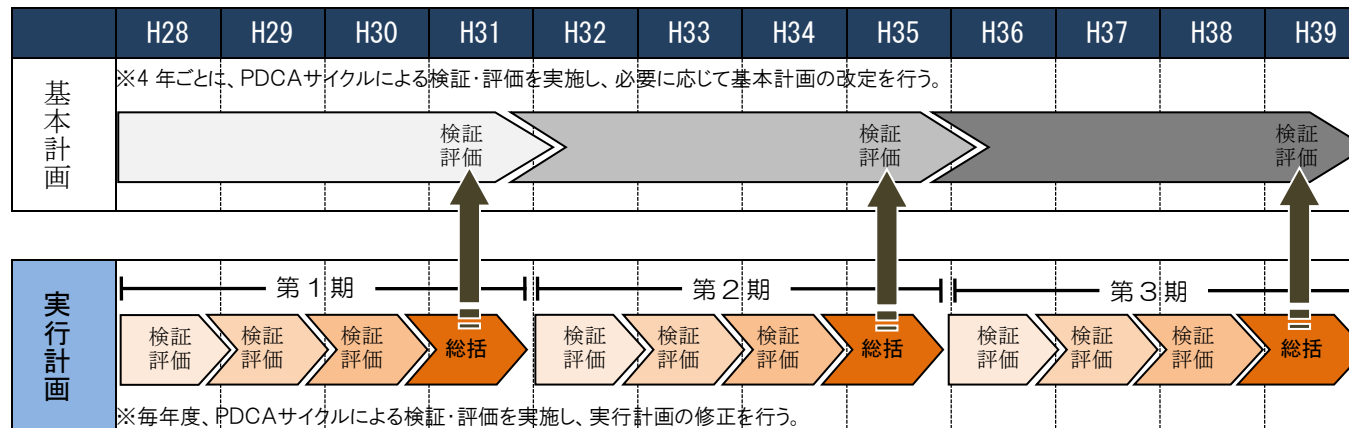 H28 H29 H30 H31 H32 H33 H34 H35 H36 H37 H38 H39
基本計画
※4 年ごとに、PDCAサイクルによる検証・評価を実施し、必要に応じて基本計画の改定を行う。
検証 検証 検証
評価 評価 評価
実行計画
第1期 第2期 第3期
検証 検証 検証 検証 検証 検証 検証 検証 検証
評価 評価 評価 総括 評価 評価 評価 総括 評価 評価 評価 総括
※毎年度、PDCAサイクルによる検証・評価を実施し、実行計画の修正を行う。